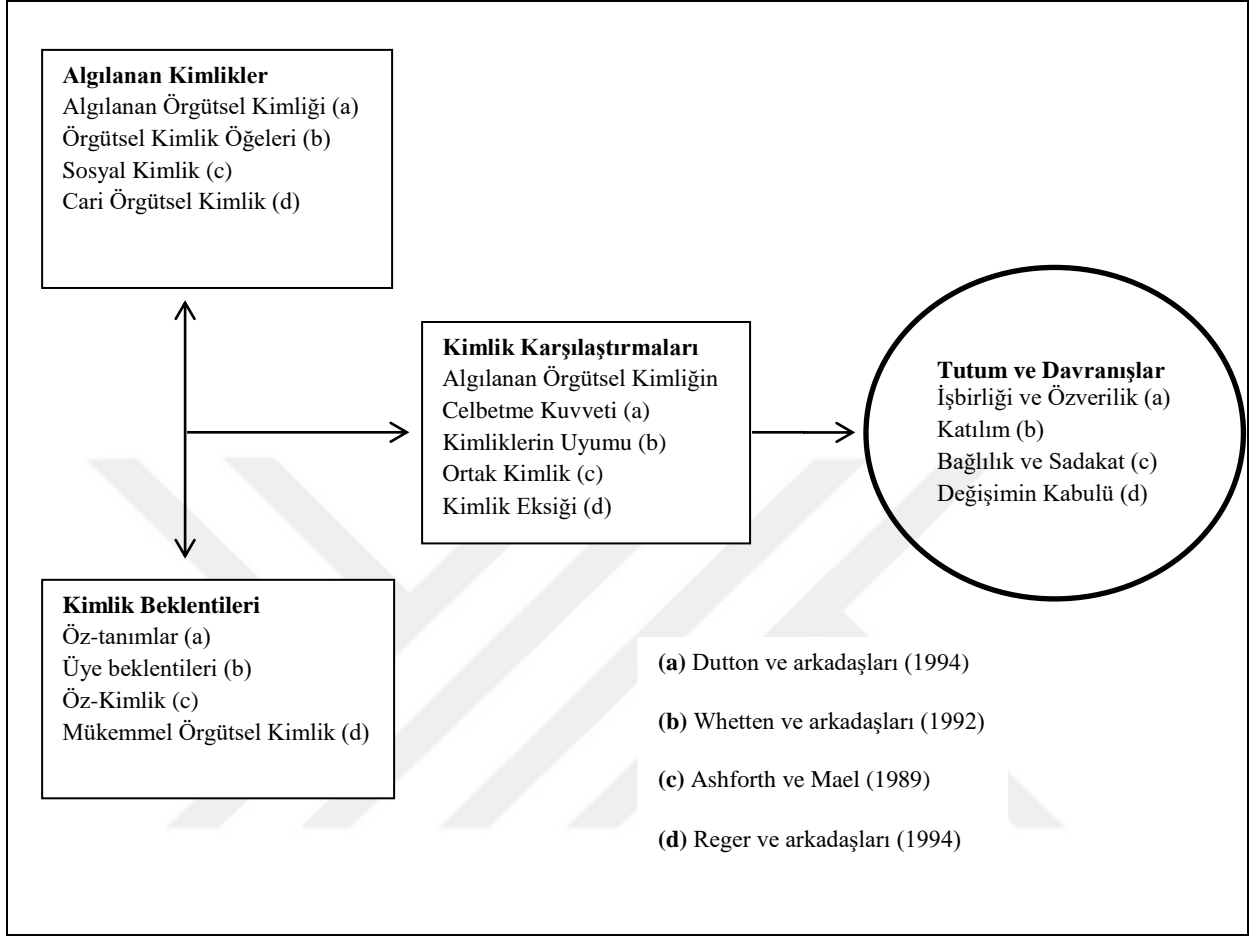 Algılanan Kimlikler
Algılanan Örgütsel Kimliği (a)
Örgütsel Kimlik Öğeleri (b)
Sosyal Kimlik (c)
Cari Örgütsel Kimlik (d)
Kimlik Karşılaştırmaları
Algılanan Örgütsel Kimliğin
Celbetme Kuvveti (a)
Kimliklerin Uyumu (b)
Ortak Kimlik (c)
Kimlik Eksiği (d)
Tutum ve Davranışlar
İşbirliği ve Özverilik (a)
Katılım (b)
Bağlılık ve Sadakat (c)
Değişimin Kabulü (d)
Kimlik Beklentileri
Öz-tanımlar (a)
Üye beklentileri (b)
Öz-Kimlik (c)
Mükemmel Örgütsel Kimlik (d)
(a) Dutton ve arkadaşları (1994)
(b) Whetten ve arkadaşları (1992)
(c) Ashforth ve Mael (1989)
(d) Reger ve arkadaşları (1994)